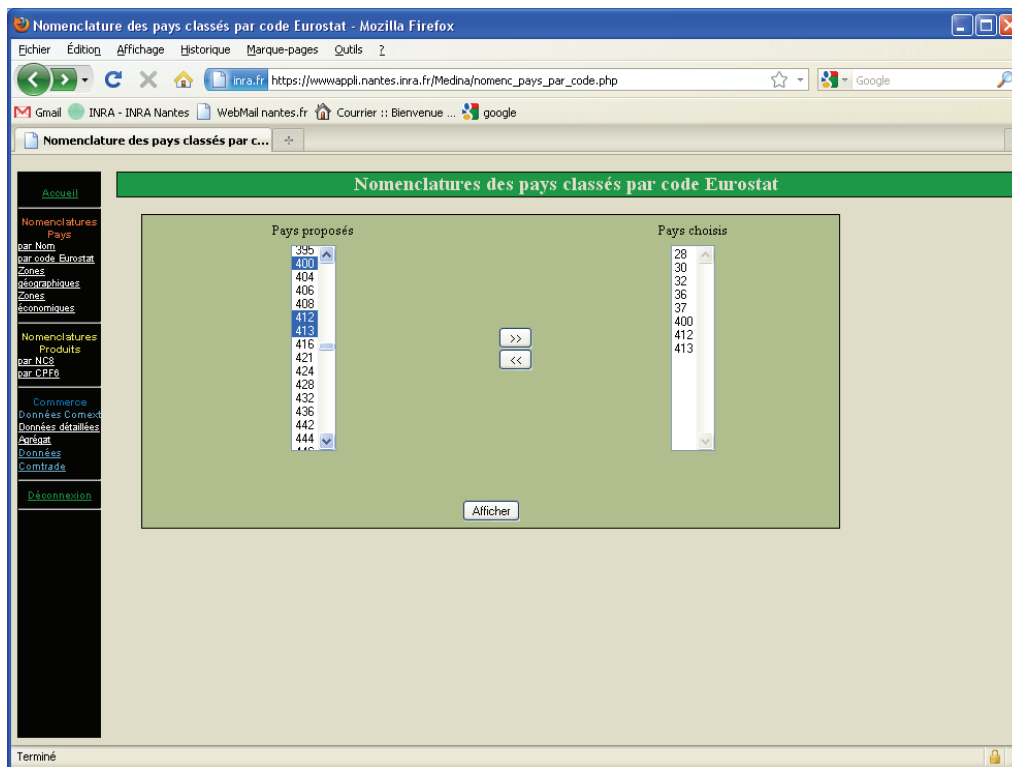 Nomenclature des pays classés par code Eurostat - Mozilla Firefox
Fichier Édition Affichage Historique Marque-pages Outils ?
inra.fr https://wwwappli.nantes.inra.fr/Medina/nomenc_pays_par_code.php Google
Gmail INRA - INRA Nantes WebMail nantes.fr Courrier :: Bienvenue ... google
Nomenclature des pays classés par c...
Accueil
Nomenclatures
Pays
par Nom
par code Eurostat
Zones
géographiques
Zones
économiques
Nomenclatures
Produits
par NC8
par CPF6
Commerce
Données Comext
Données détaillées
Agrégat
Données
Comtrade
Déconnexion
Nomenclatures des pays classés par code Eurostat
Pays proposés
395
400
404
406
408
412
413
416
421
424
428
432
436
442
444
>>
<<
Pays choisis
28
30
32
36
37
400
412
413
Afficher
Terminé